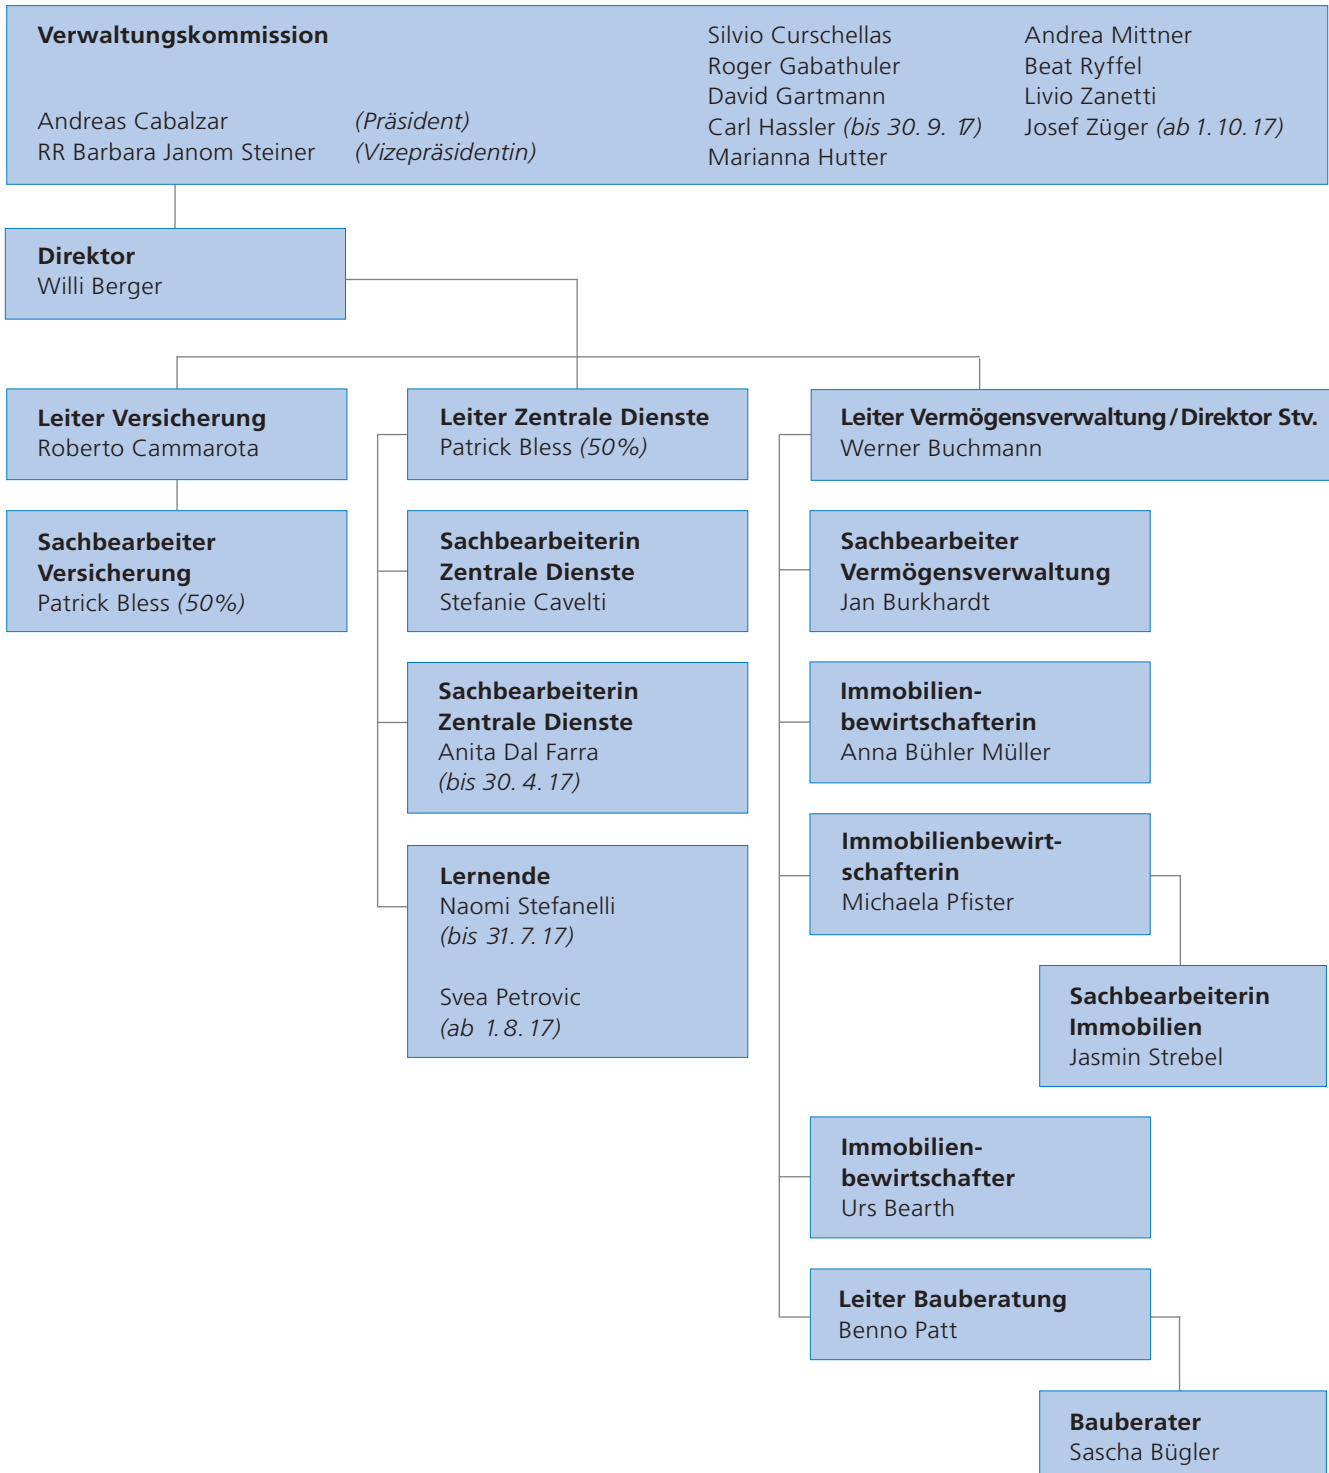 Verwaltungskommission
Andreas Cabalzar (Präsident)
RR Barbara Janom Steiner (Vizepräsidentin)
Silvio Curschellas
Roger Gabathuler
David Gartmann
Carl Hassler (bis 30. 9. 17)
Marianna Hutter
Andrea Mittner
Beat Ryffel
Livio Zanetti
Josef Züger (ab 1. 10. 17)
Direktor
Willi Berger
Leiter Versicherung
Roberto Cammarota
Sachbearbeiter
Versicherung
Patrick Bless (50%)
Leiter Zentrale Dienste
Patrick Bless (50%)
Sachbearbeiterin
Zentrale Dienste
Stefanie Cavelti
Sachbearbeiterin
Zentrale Dienste
Anita Dal Farra
(bis 30. 4. 17)
Lernende
Naomi Stefanelli
(bis 31. 7. 17)
Svea Petrovic
(ab 1. 8. 17)
Leiter Vermögensverwaltung / Direktor Stv.
Werner Buchmann
Sachbearbeiter
Vermögensverwaltung
Jan Burkhardt
Immobilien-
bewirtschafterin
Anna Bühler Müller
Immobilienbewirt-
schafterin
Michaela Pfister
Sachbearbeiterin
Immobilien
Jasmin Strebel
Immobilien-
bewirtschafter
Urs Bearth
Leiter Bauberatung
Benno Patt
Bauberater
Sascha Bügler